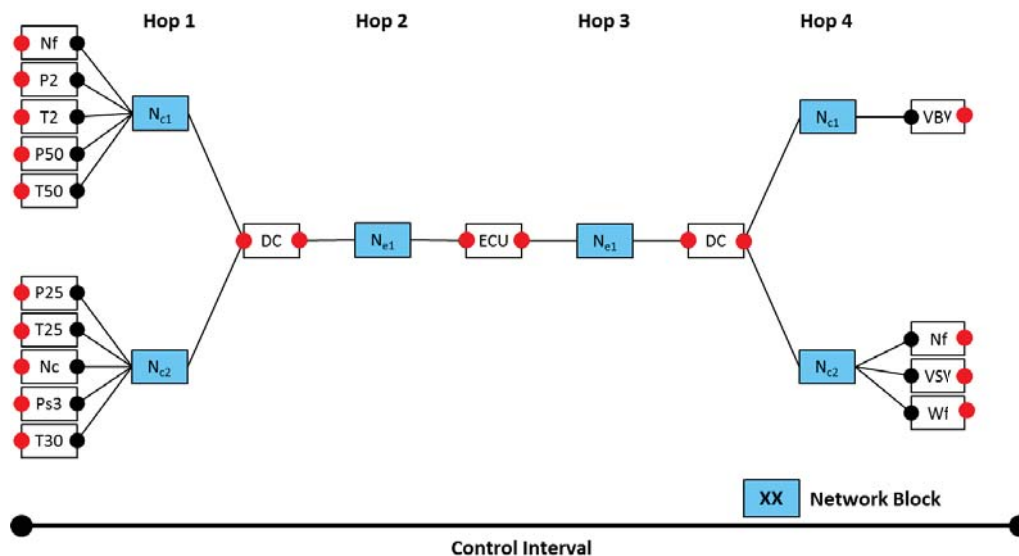 Hop 1
Hop 2
Hop 3
Hop 4
Nf
P2
T2
P50
T50
Nc1
Nc1
VBV
DC
Ne1
ECU
Ne1
DC
P25
T25
Nc
Ps3
T30
Nc2
Nc2
Nf
VSV
Wf
XX Network Block
Control Interval